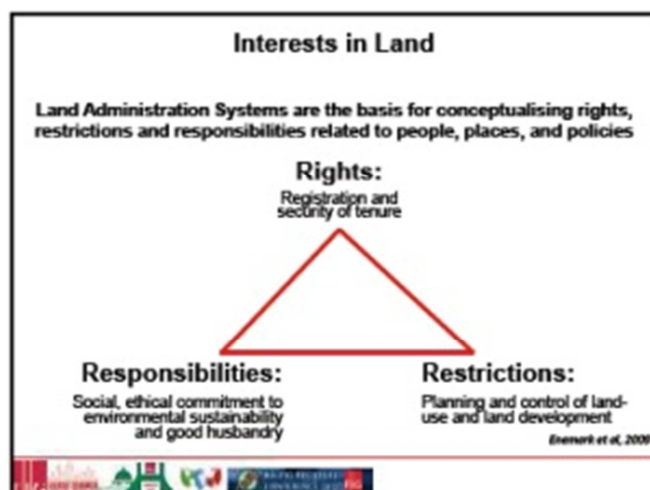 Interests in Land
Land Administration Systems are the basis for conceptualising rights,
restrictions and responsibilities related to people, places, and policies
Rights:
Registration and
security of tenure
Responsibilities:
Social, ethical commitment to
environmental sustainability
and good husbandry
Restrictions:
Planning and control of land-
use and land development
Enemark et al, 2009